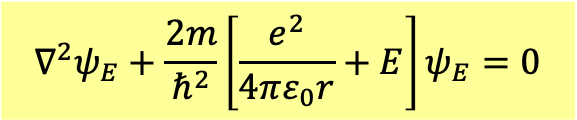 ∇²ψ_E + 2m/ħ² [e²/4πε₀r + E] ψ_E = 0